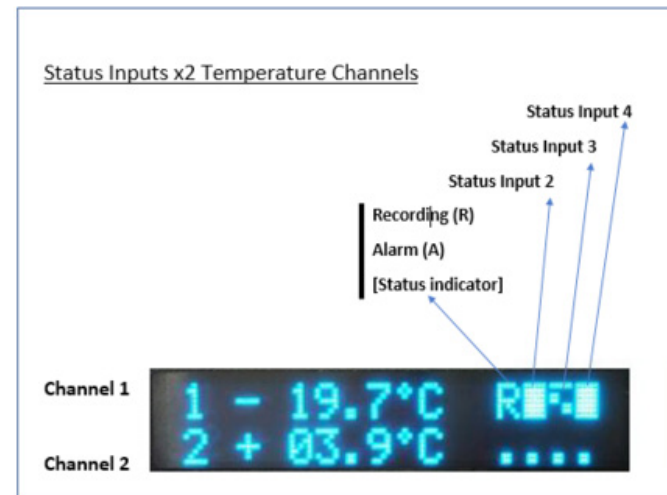 Status Inputs x2 Temperature Channels
Status Input 4
Status Input 3
Status Input 2
Recording (R)
Alarm (A)
[Status indicator]
Channel 1
1 - 19.7°C R
Channel 2
2 + 03.9°C ....